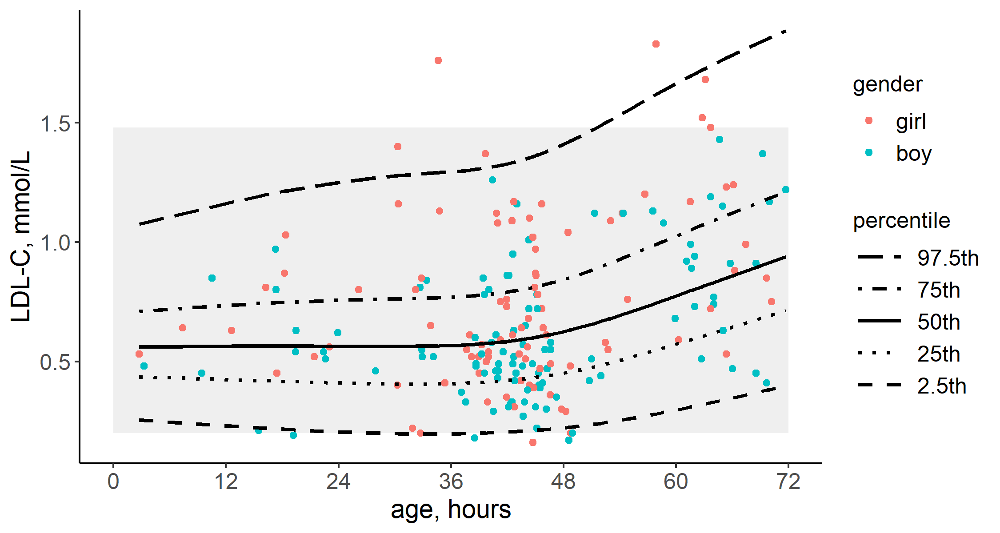 LDL-C, mmol/L
1.5
1.0
0.5
0 12 24 36 48 60 72
age, hours
gender
girl
boy
percentile
97.5th
75th
50th
25th
2.5th